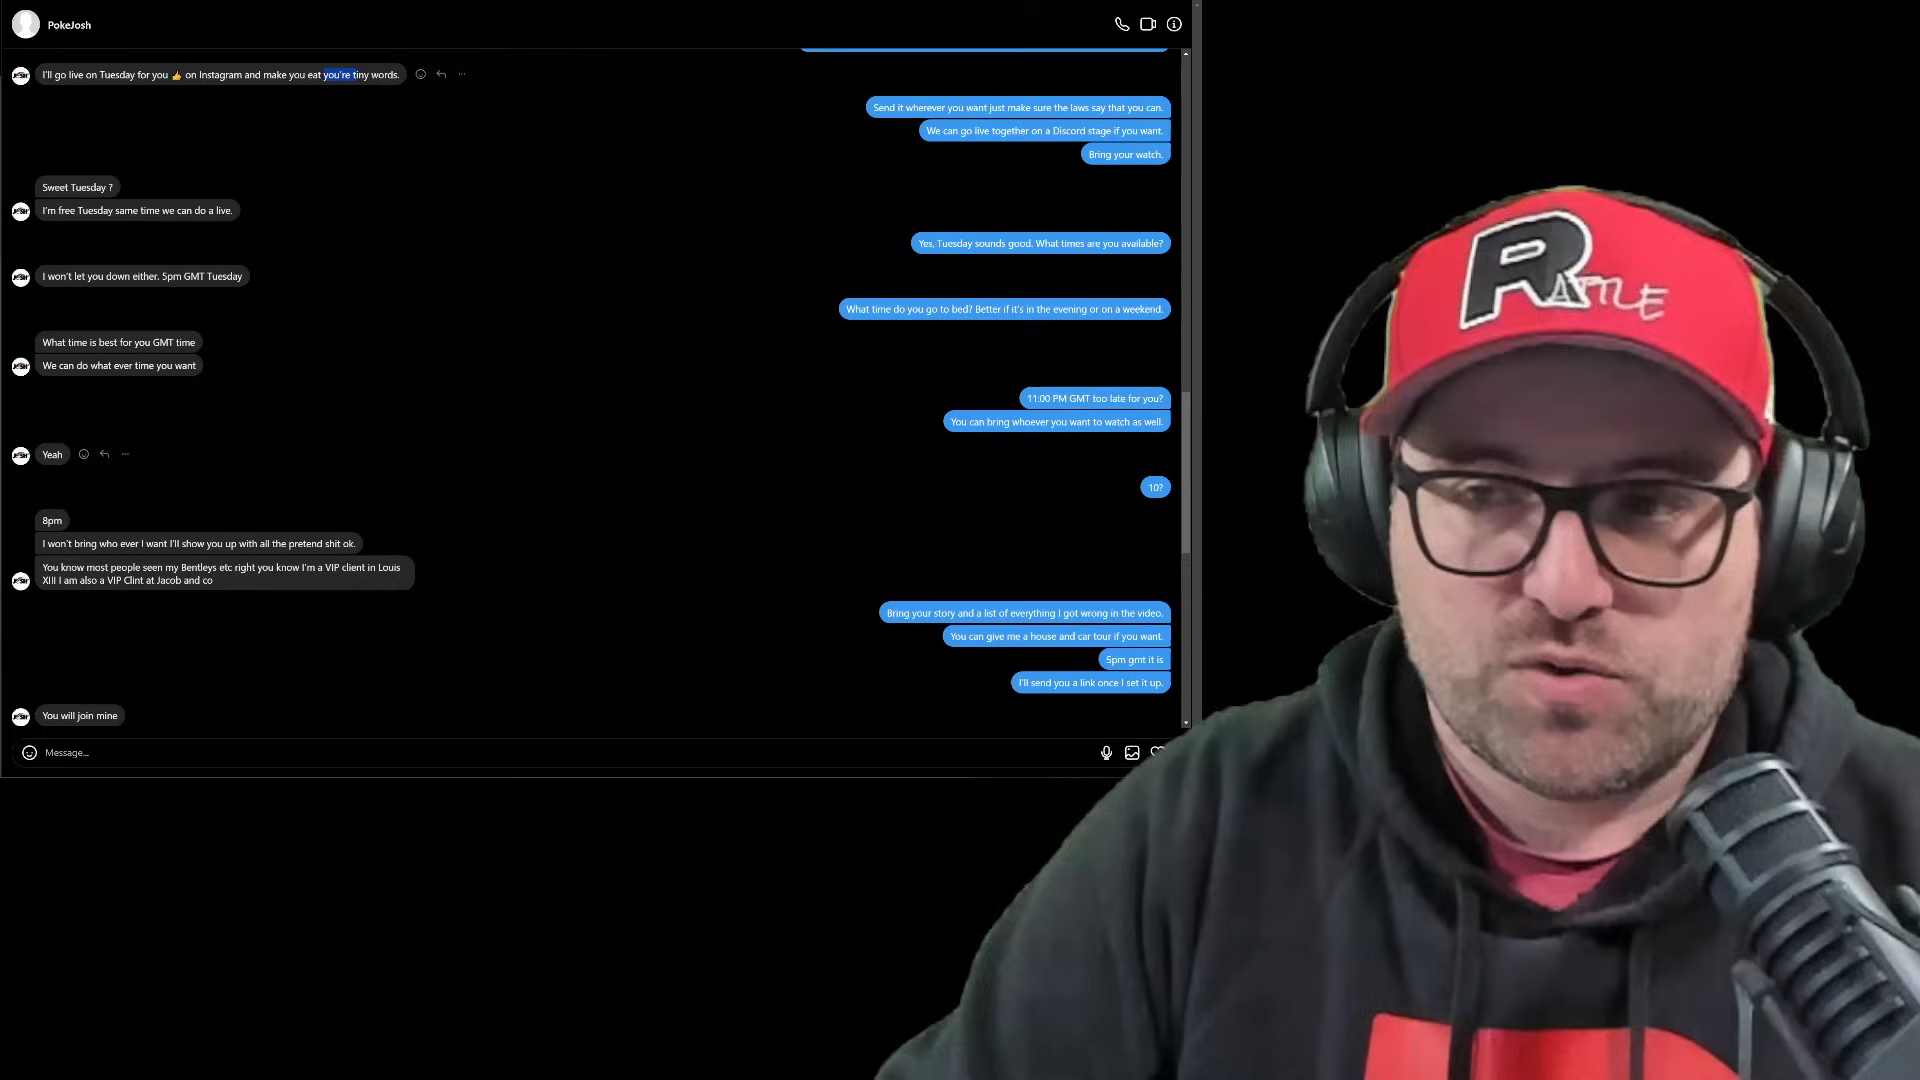 PokeJosh
I'll go live on Tuesday for you 👍 on Instagram and make you eat you're tiny words.
Send it wherever you want just make sure the laws say that you can.
We can go live together on a Discord stage if you want.
Bring your watch.
Sweet Tuesday ?
I'm free Tuesday same time we can do a live.
Yes, Tuesday sounds good. What times are you available?
I won't let you down either. 5pm GMT Tuesday
What time do you go to bed? Better if it's in the evening or on a weekend.
What time is best for you GMT time
We can do what ever time you want
11:00 PM GMT too late for you?
You can bring whoever you want to watch as well.
Yeah
10?
8pm
I won't bring who ever I want I'll show you up with all the pretend shit ok.
You know most people seen my Bentleys etc right you know I'm a VIP client in Louis
XIII I am also a VIP Clint at Jacob and co
Bring your story and a list of everything I got wrong in the video.
You can give me a house and car tour if you want.
5pm gmt it is
I'll send you a link once I set it up.
You will join mine
Message...